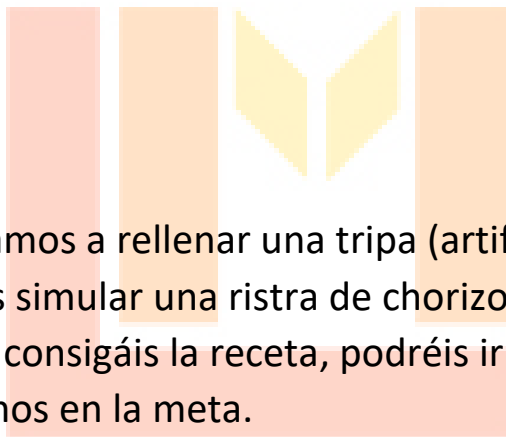 amos a rellenar una tripa (artif
s simular una ristra de chorizo
consigáis la receta, podréis ir
nos en la meta.